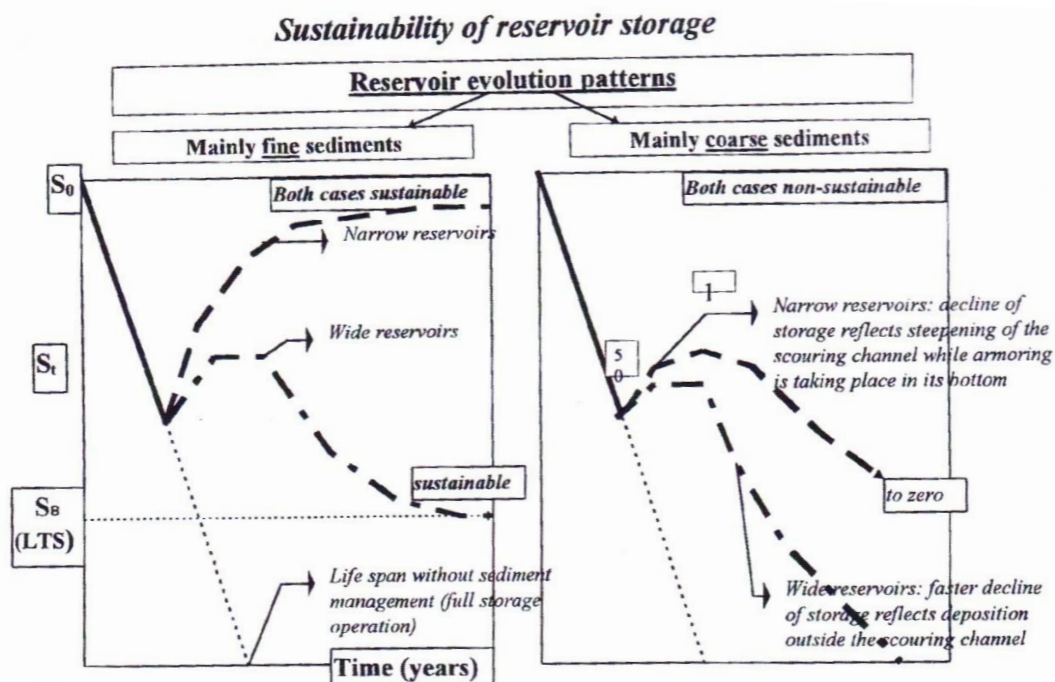 Sustainability of reservoir storage
Reservoir evolution patterns
Mainly fine sediments
Mainly coarse sediments
S0
Both cases sustainable
Narrow reservoirs
Wide reservoirs
St
sustainable
SB
(LTS)
Life span without sediment
management (full storage
operation)
Time (years)
Both cases non-sustainable
1
5
0
Narrow reservoirs: decline of
storage reflects steepening of the
scouring channel while armoring
is taking place in its bottom
to zero
Wide reservoirs: faster decline
of storage reflects deposition
outside the scouring channel